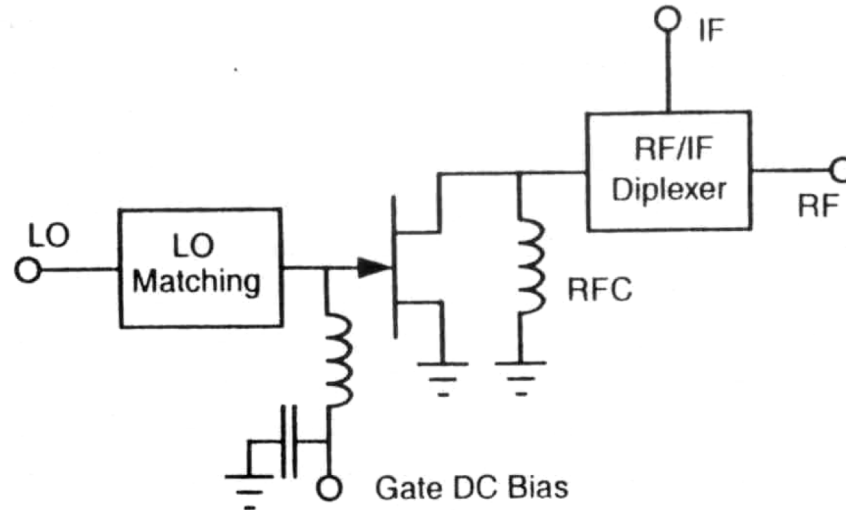 IF
RF/IF
Diplexer
RF
LO
LO
Matching
RFC
Gate DC Bias